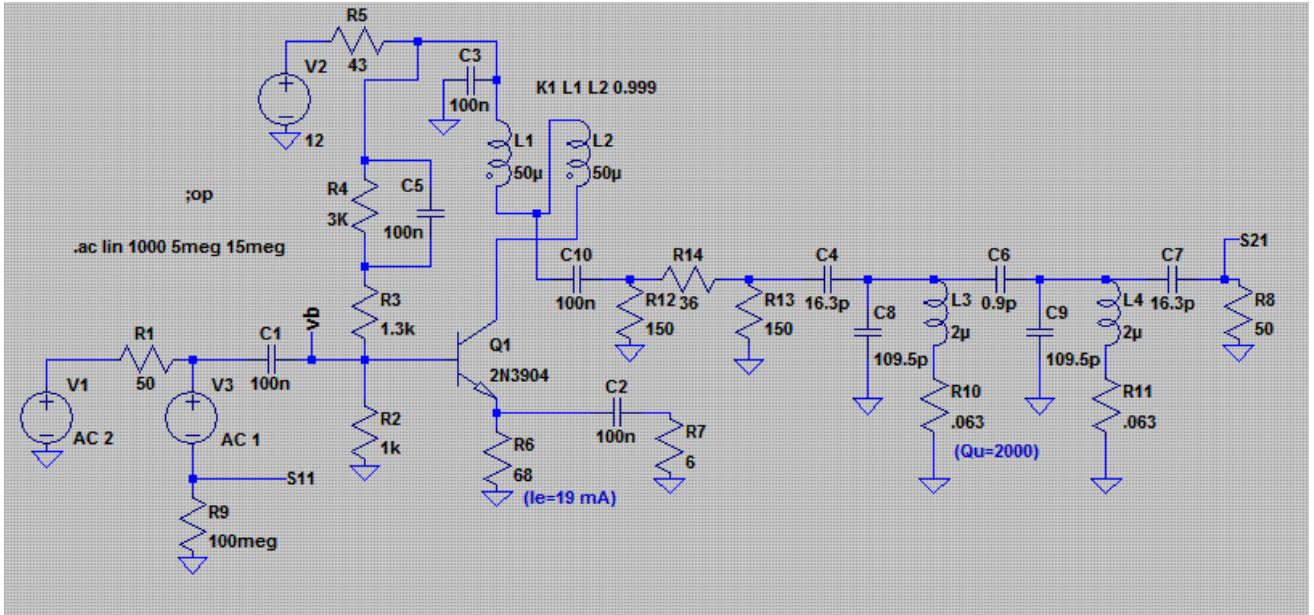 R5
43
V2
12
C3
100n
K1 L1 L2 0.999
L1
50µ
L2
50µ
;op
.ac lin 1000 5meg 15meg
R4
3K
C5
100n
R3
1.3k
vb
C10
100n
R14
36
R12
150
R13
150
C4
16.3p
C8
109.5p
L3
2µ
R10
.063
(Qu=2000)
C6
0.9p
C9
109.5p
L4
2µ
R11
.063
C7
16.3p
S21
R8
50
R1
50
C1
100n
V1
AC 2
V3
AC 1
R2
1k
Q1
2N3904
C2
100n
R6
68
R7
6
(Ie=19 mA)
S11
R9
100meg